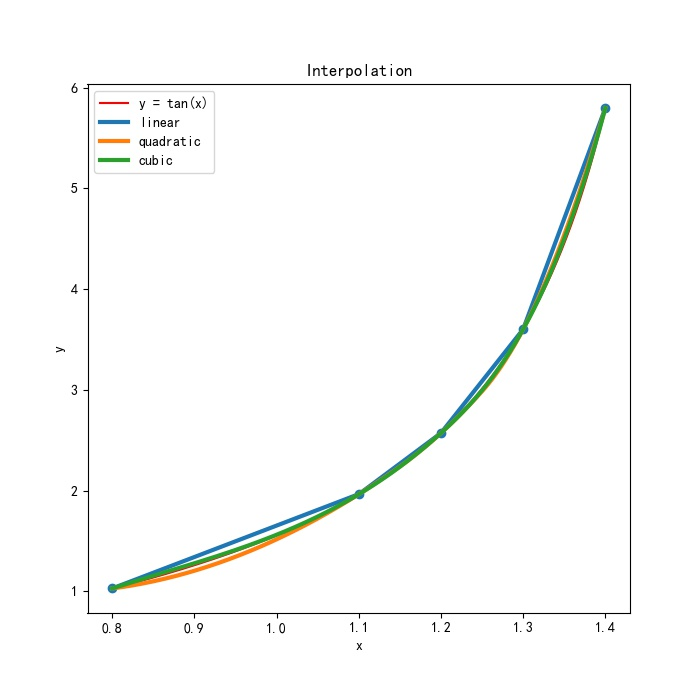 Interpolation
y = tan(x)
linear
quadratic
cubic
6
5
4
3
2
1
y
0.8 0.9 1.0 1.1 1.2 1.3 1.4
x